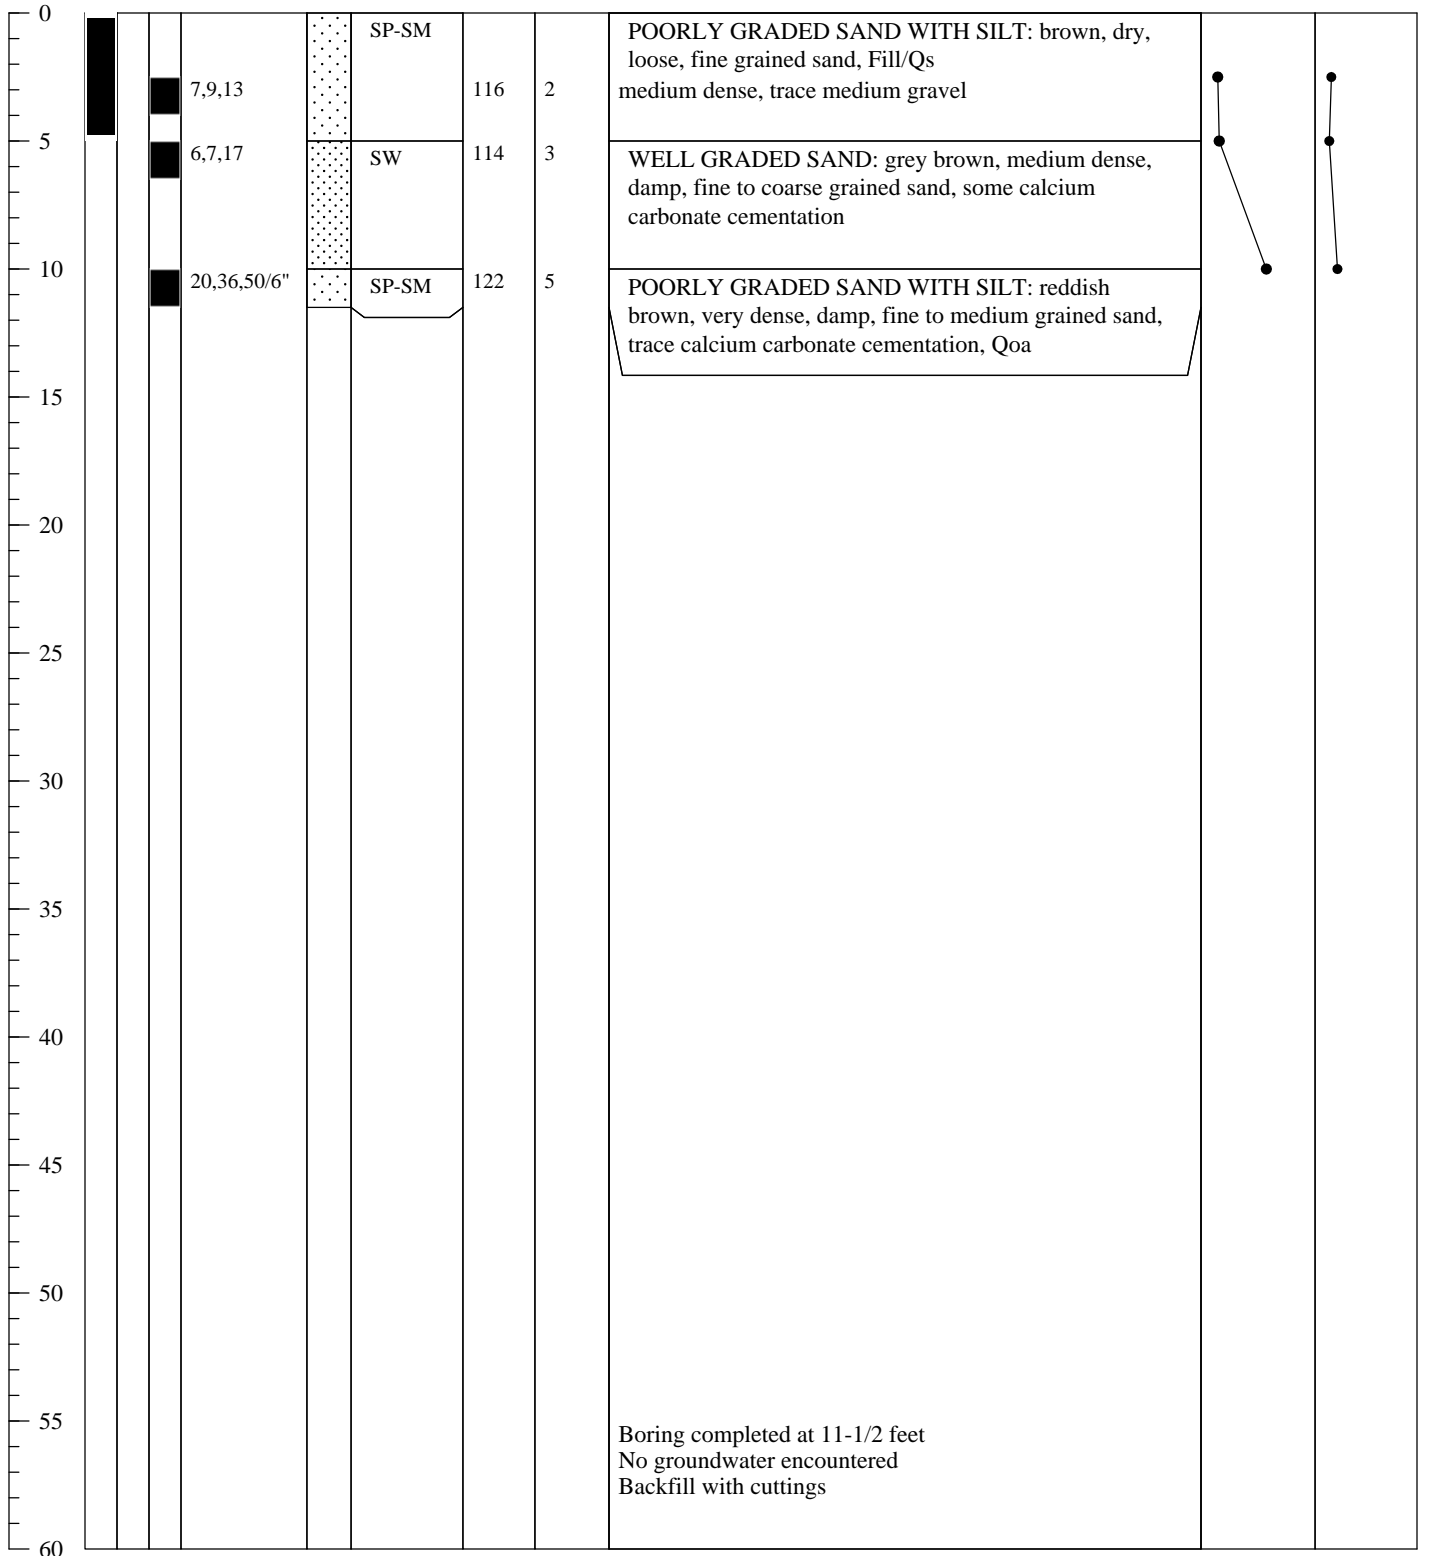 0
SP-SM
POORLY GRADED SAND WITH SILT: brown, dry,
loose, fine grained sand, Fill/Qs
7,9,13
116
2
medium dense, trace medium gravel
5
6,7,17
SW
114
3
WELL GRADED SAND: grey brown, medium dense,
damp, fine to coarse grained sand, some calcium
carbonate cementation
10
20,36,50/6"
SP-SM
122
5
POORLY GRADED SAND WITH SILT: reddish
brown, very dense, damp, fine to medium grained sand,
trace calcium carbonate cementation, Qoa
15
20
25
30
35
40
45
50
55
Boring completed at 11-1/2 feet
No groundwater encountered
Backfill with cuttings
60